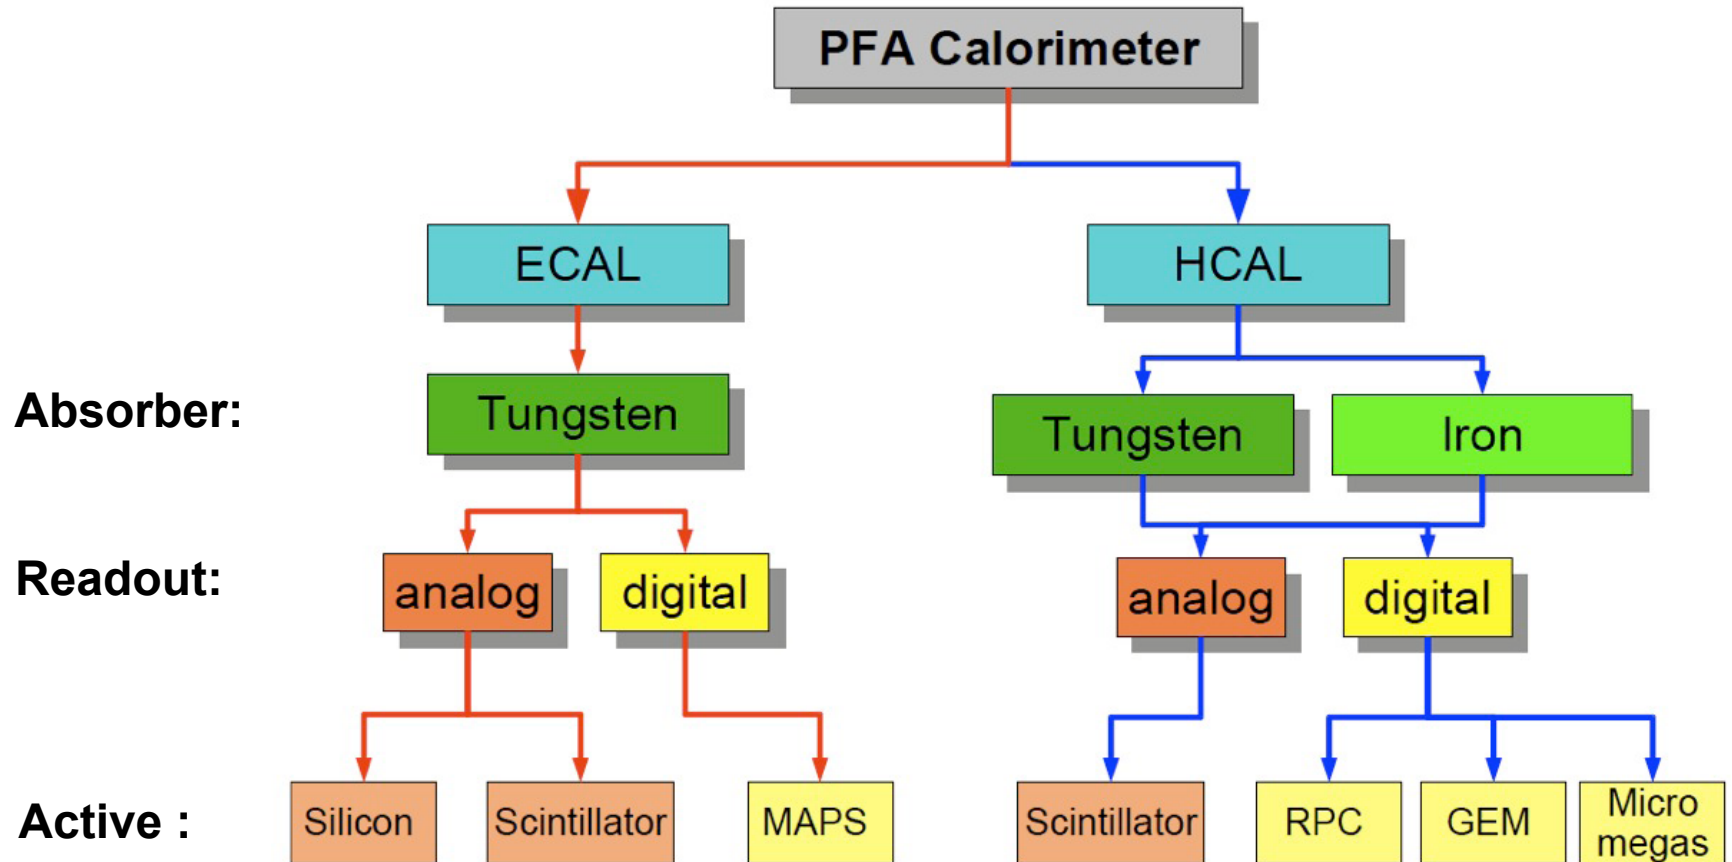 PFA Calorimeter
ECAL
HCAL
Absorber:
Tungsten
Tungsten
Iron
Readout:
analog
digital
analog
digital
Active :
Silicon
Scintillator
MAPS
Scintillator
RPC
GEM
Micro
megas